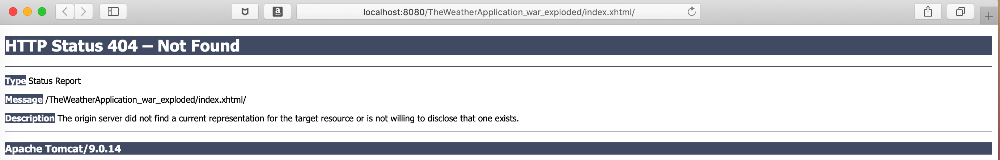 localhost:8080/TheWeatherApplication_war_exploded/index.xhtml/
HTTP Status 404 – Not Found
Type Status Report
Message /TheWeatherApplication_war_exploded/index.xhtml/
Description The origin server did not find a current representation for the target resource or is not willing to disclose that one exists.
Apache Tomcat/9.0.14